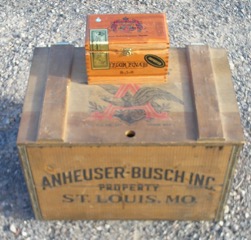 ANHEUSER-BUSCH INC.
PROPERTY
ST. LOUIS, MO.